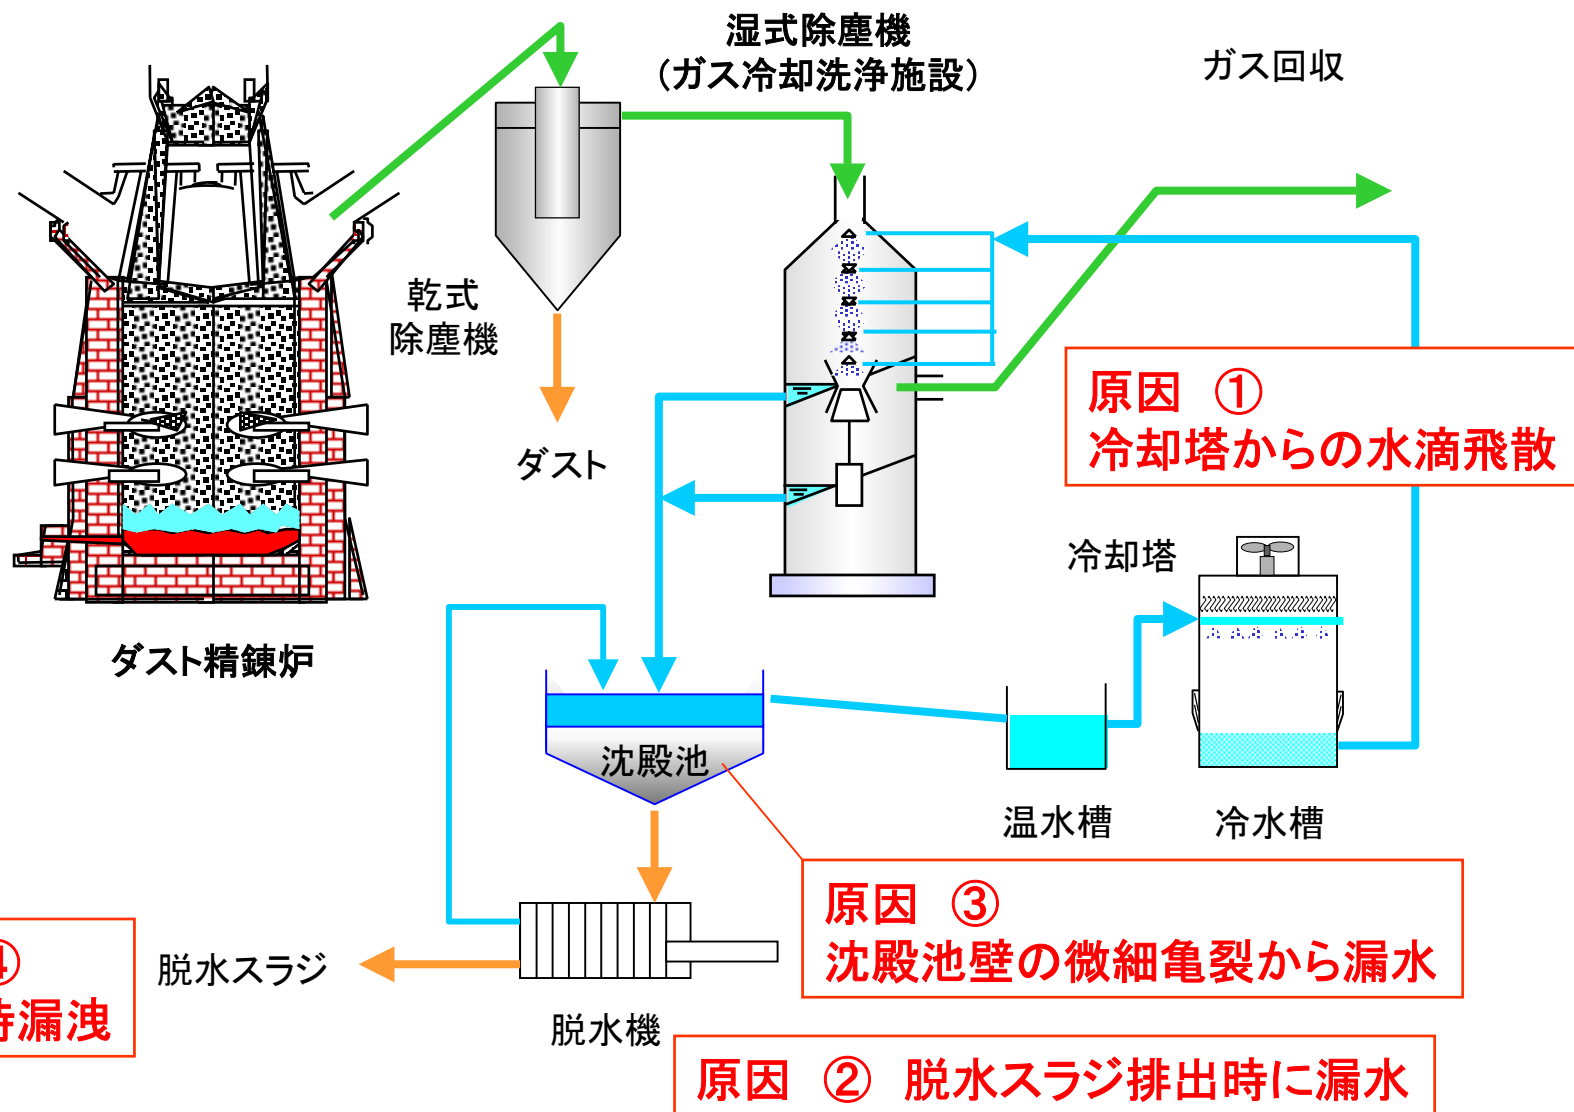 湿式除塵機
（ガス冷却洗浄施設）
ガス回収
乾式
除塵機
ダスト
原因　①
冷却塔からの水滴飛散
冷却塔
ダスト精錬炉
沈殿池
温水槽
冷水槽
原因　③
沈殿池壁の微細亀裂から漏水
④
時漏洩
脱水スラジ
脱水機
原因　②　脱水スラジ排出時に漏水